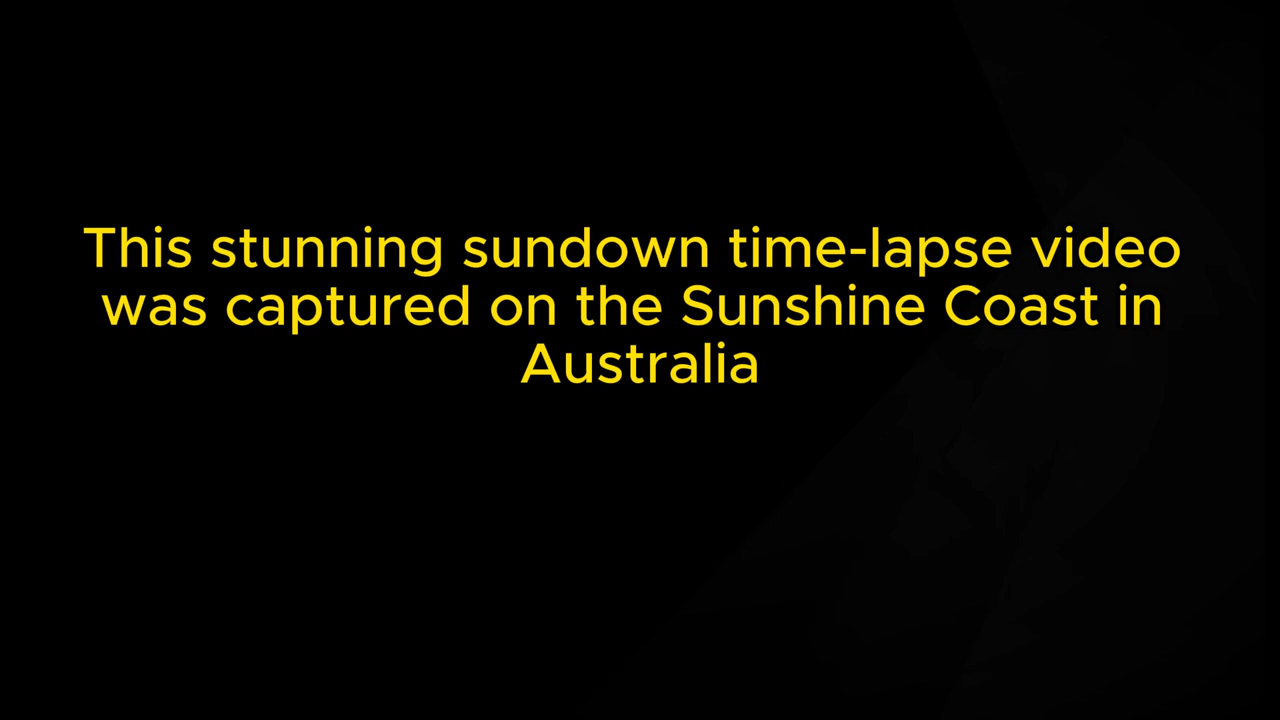 This stunning sundown time-lapse video
was captured on the Sunshine Coast in
Australia